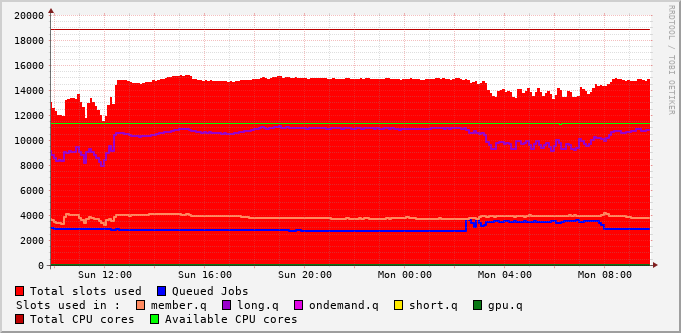 20000
18000
16000
14000
12000
10000
8000
6000
4000
2000
0
Sun 12:00 Sun 16:00 Sun 20:00 Mon 00:00 Mon 04:00 Mon 08:00
Total slots used Queued Jobs
Slots used in : member.q long.q ondemand.q short.q gpu.q
Total CPU cores Available CPU cores
RRDTOOL / TOBI OETIKER